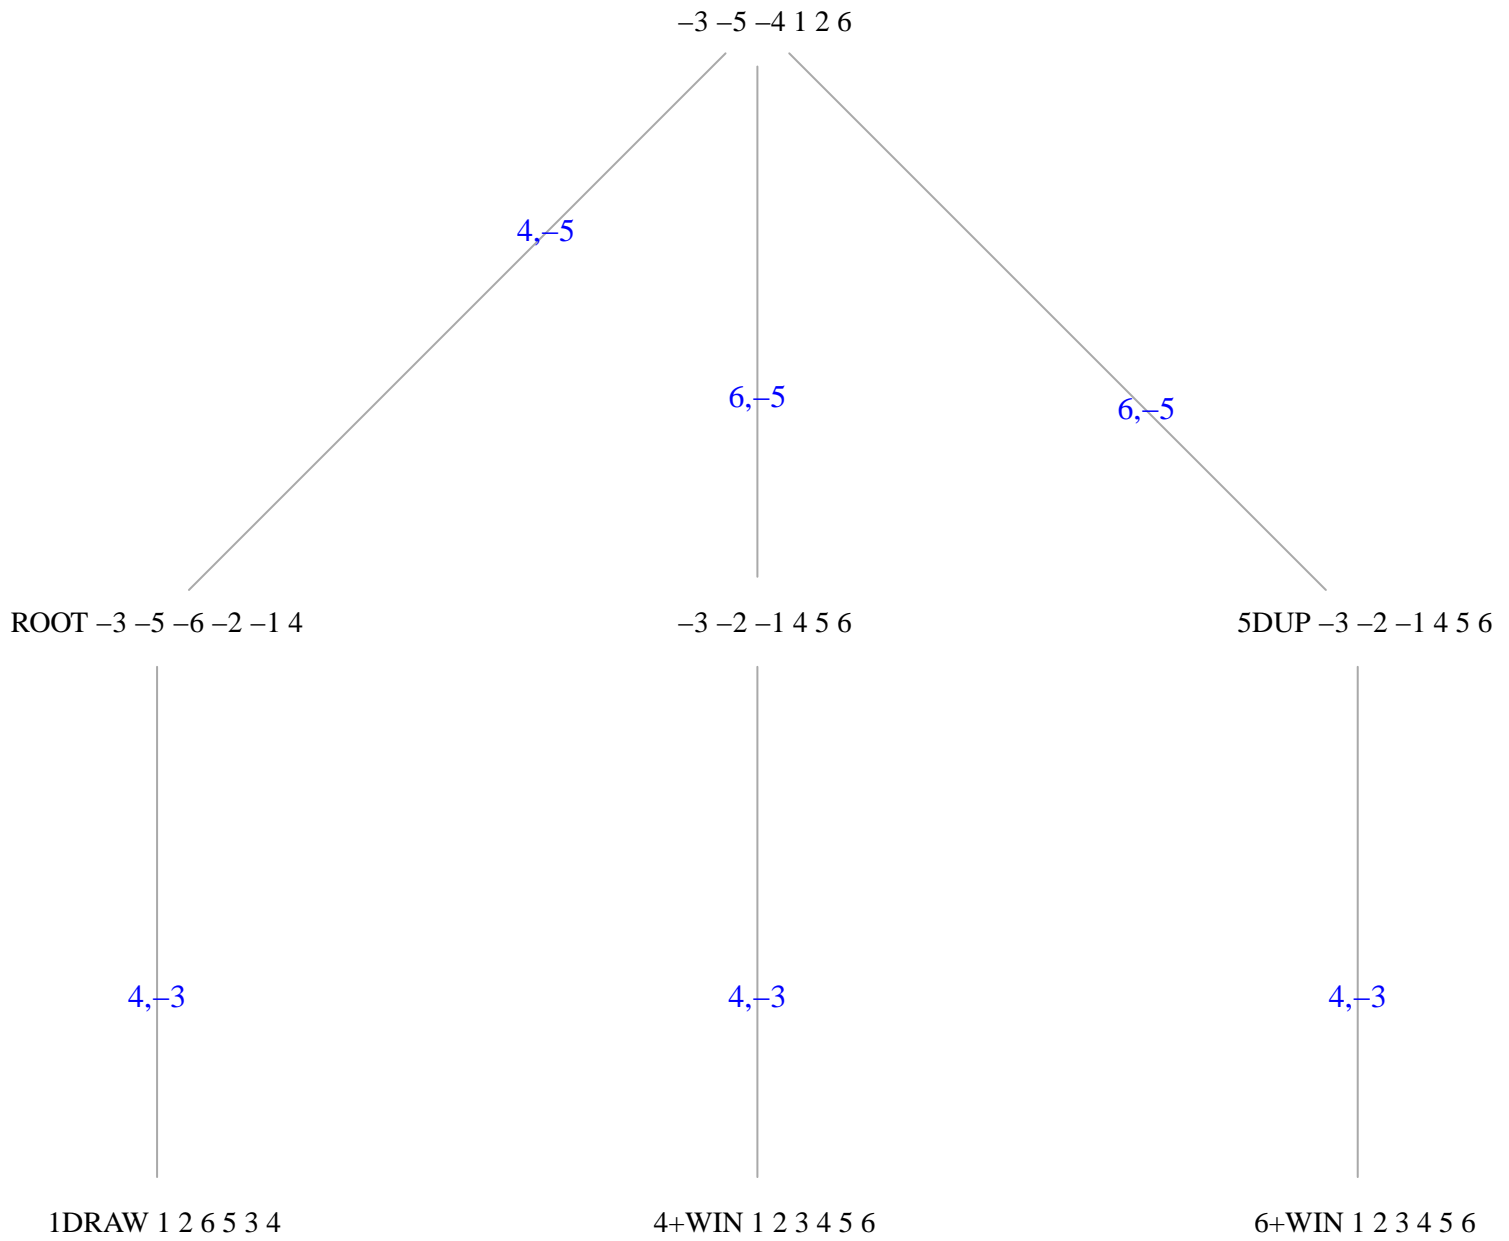 –3 –5 –4 1 2 6
4,–5
6,–5
6,–5
ROOT –3 –5 –6 –2 –1 4
–3 –2 –1 4 5 6
5DUP –3 –2 –1 4 5 6
4,–3
4,–3
4,–3
1DRAW 1 2 6 5 3 4
4+WIN 1 2 3 4 5 6
6+WIN 1 2 3 4 5 6